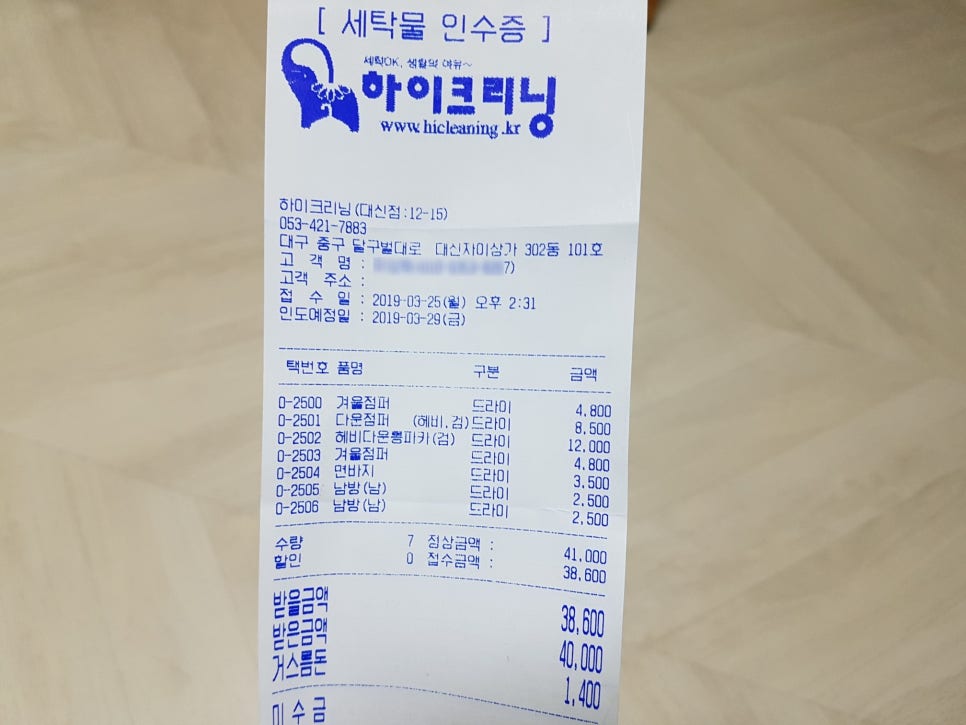 [ 세탁물 인수증 ]
세탁OK, 생활의 여유~
하이크리닝
www.hicleaning.kr
하이크리닝(대신점:12-15)
053-421-7883
대구 중구 달구벌대로 대신자이상가 302동 101호
고 객 명 : 7)
고객 주소 :
접 수 일 : 2019-03-25(월) 오후 2:31
인도예정일 : 2019-03-29(금)
택번호 품명 구분 금액
0-2500 겨울점퍼 드라이 4,800
0-2501 다운점퍼 (헤비,검)드라이 8,500
0-2502 헤비다운롱파카(검) 드라이 12,000
0-2503 겨울점퍼 드라이 4,800
0-2504 면바지 드라이 3,500
0-2505 남방(남) 드라이 2,500
0-2506 남방(남) 드라이 2,500
수량 7 정상금액 : 41,000
할인 0 접수금액 : 38,600
받을금액 38,600
받은금액 40,000
거스름돈 1,400
미수금